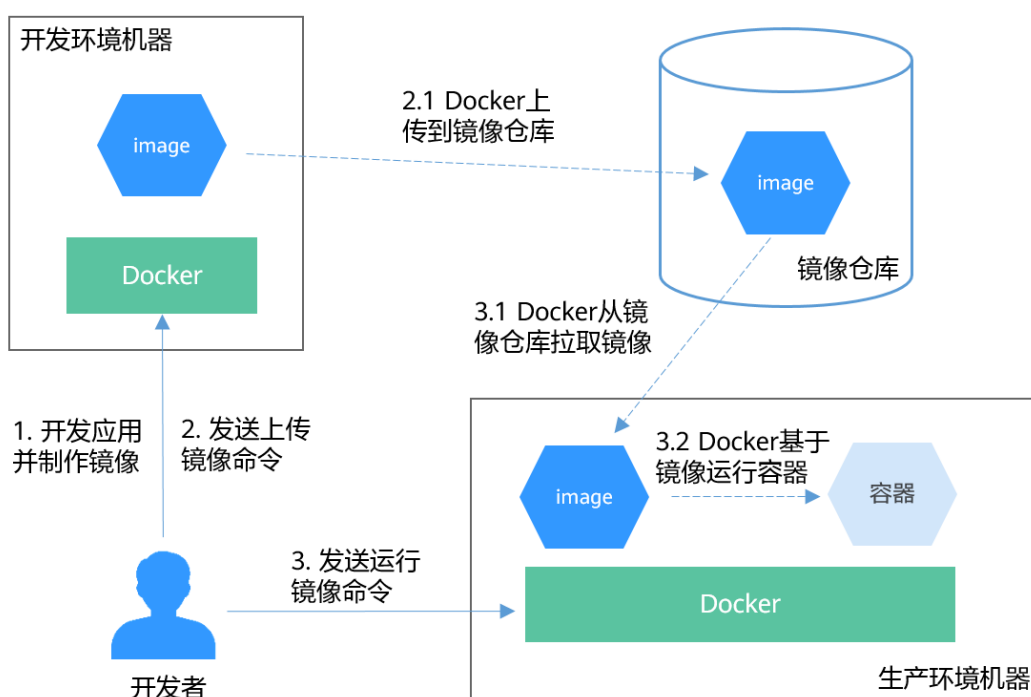 开发环境机器
image
Docker
2.1 Docker上
传到镜像仓库
image
镜像仓库
3.1 Docker从镜
像仓库拉取镜像
1. 开发应用
并制作镜像
2. 发送上传
镜像命令
3. 发送运行
镜像命令
开发者
image
3.2 Docker基于
镜像运行容器
容器
Docker
生产环境机器